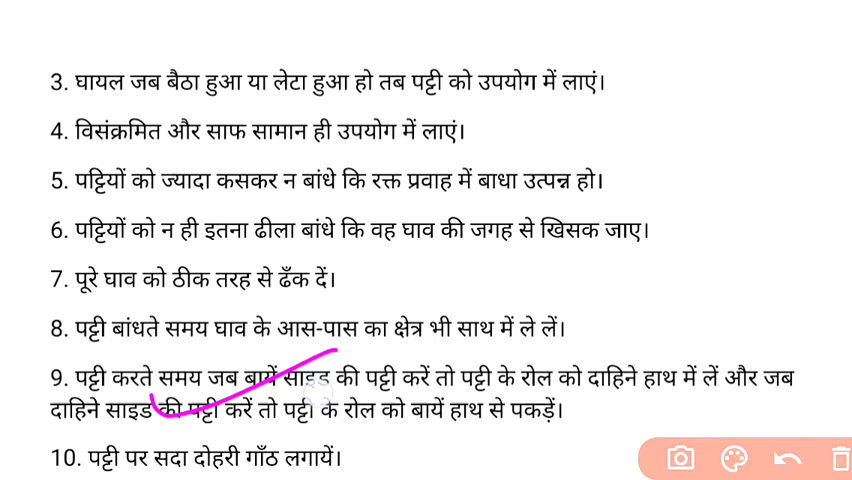 3. घायल जब बैठा हुआ या लेटा हुआ हो तब पट्टी को उपयोग में लाएं।
4. विसंक्रमित और साफ सामान ही उपयोग में लाएं।
5. पट्टियों को ज्यादा कसकर न बांधे कि रक्त प्रवाह में बाधा उत्पन्न हो।
6. पट्टियों को न ही इतना ढीला बांधे कि वह घाव की जगह से खिसक जाए।
7. पूरे घाव को ठीक तरह से ढँक दें।
8. पट्टी बांधते समय घाव के आस-पास का क्षेत्र भी साथ में ले लें।
9. पट्टी करते समय जब बायें साइड की पट्टी करें तो पट्टी के रोल को दाहिने हाथ में लें और जब
दाहिने साइड की पट्टी करें तो पट्टी के रोल को बायें हाथ से पकड़ें।
10. पट्टी पर सदा दोहरी गाँठ लगायें।